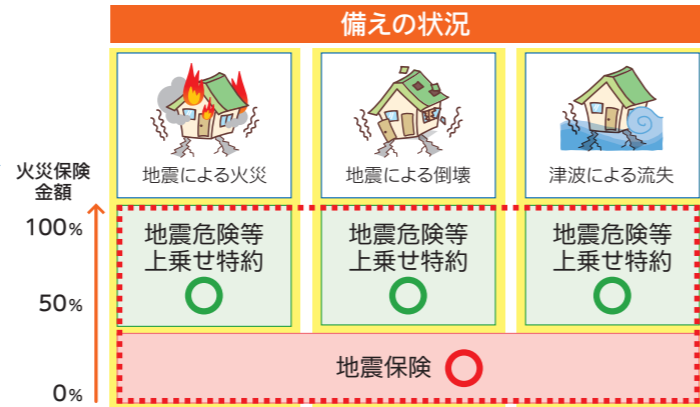 備えの状況
地震による火災
地震による倒壊
津波による流失
火災保険
金額
100%
50%
0%
地震危険等
上乗せ特約
地震危険等
上乗せ特約
地震危険等
上乗せ特約
地震保険